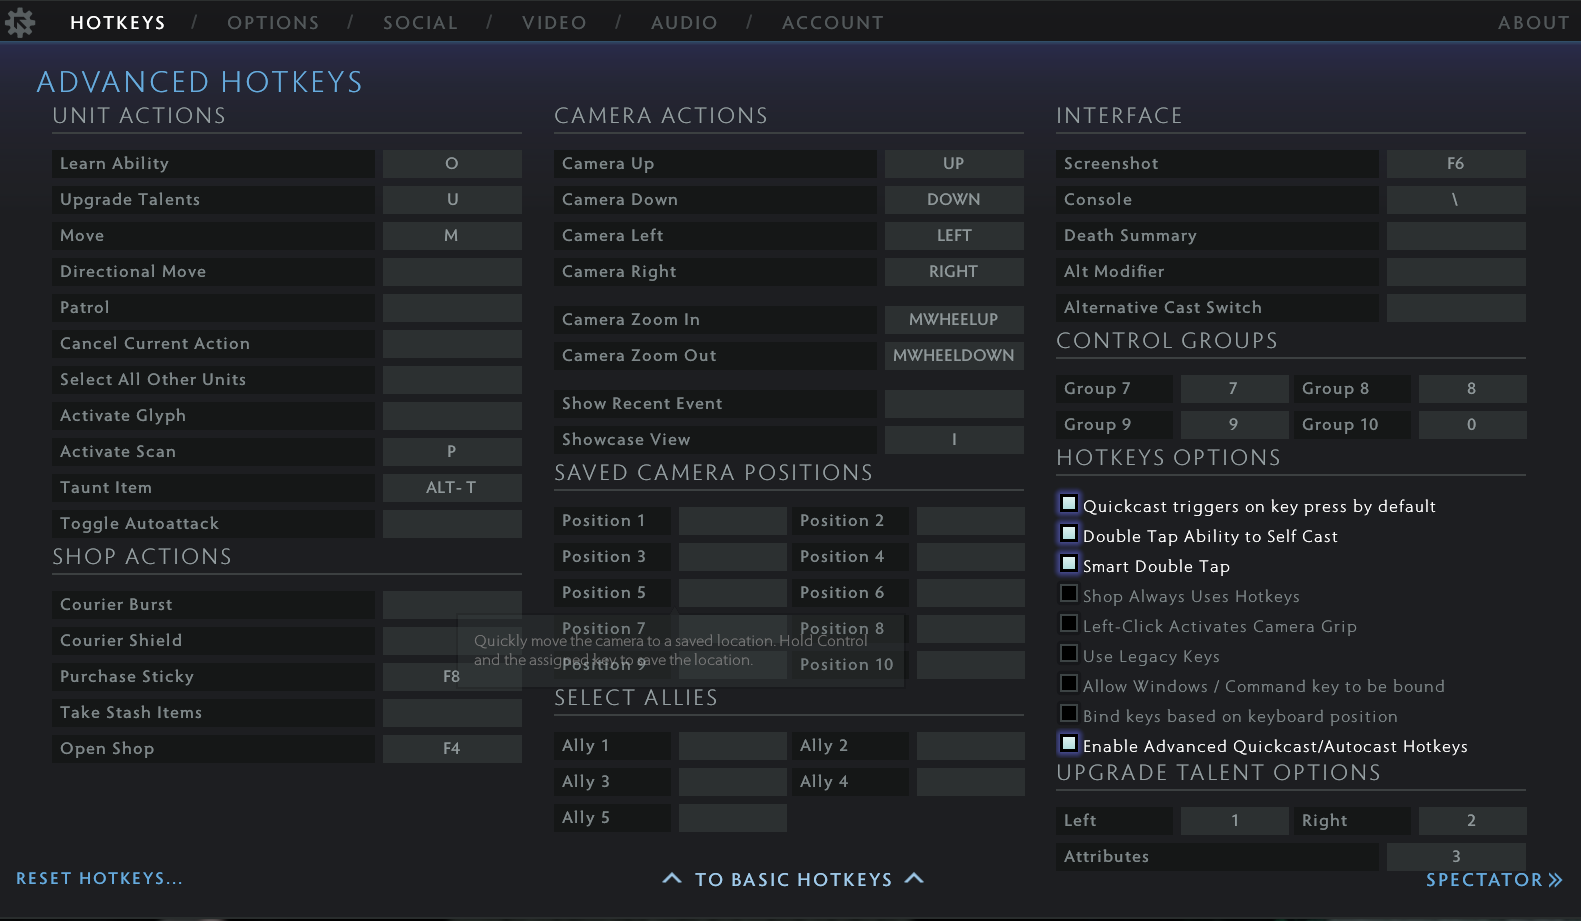 HOTKEYS / OPTIONS / SOCIAL / VIDEO / AUDIO / ACCOUNT ABOUT
ADVANCED HOTKEYS
UNIT ACTIONS
Learn Ability O
Upgrade Talents U
Move M
Directional Move
Patrol
Cancel Current Action
Select All Other Units
Activate Glyph
Activate Scan P
Taunt Item ALT- T
Toggle Autoattack
SHOP ACTIONS
Courier Burst
Courier Shield
Purchase Sticky F8
Take Stash Items
Open Shop F4
CAMERA ACTIONS
Camera Up UP
Camera Down DOWN
Camera Left LEFT
Camera Right RIGHT
Camera Zoom In MWHEELUP
Camera Zoom Out MWHEELDOWN
Show Recent Event
Showcase View I
SAVED CAMERA POSITIONS
Position 1 Position 2
Position 3 Position 4
Position 5 Position 6
Position 7 Position 8
Position 9 Position 10
Quickly move the camera to a saved location. Hold Control
and the assigned key to save the location.
SELECT ALLIES
Ally 1 Ally 2
Ally 3 Ally 4
Ally 5
INTERFACE
Screenshot F6
Console \
Death Summary
Alt Modifier
Alternative Cast Switch
CONTROL GROUPS
Group 7 7 Group 8 8
Group 9 9 Group 10 0
HOTKEYS OPTIONS
Quickcast triggers on key press by default
Double Tap Ability to Self Cast
Smart Double Tap
Shop Always Uses Hotkeys
Left-Click Activates Camera Grip
Use Legacy Keys
Allow Windows / Command key to be bound
Bind keys based on keyboard position
Enable Advanced Quickcast/Autocast Hotkeys
UPGRADE TALENT OPTIONS
Left 1 Right 2
Attributes 3
RESET HOTKEYS... TO BASIC HOTKEYS SPECTATOR